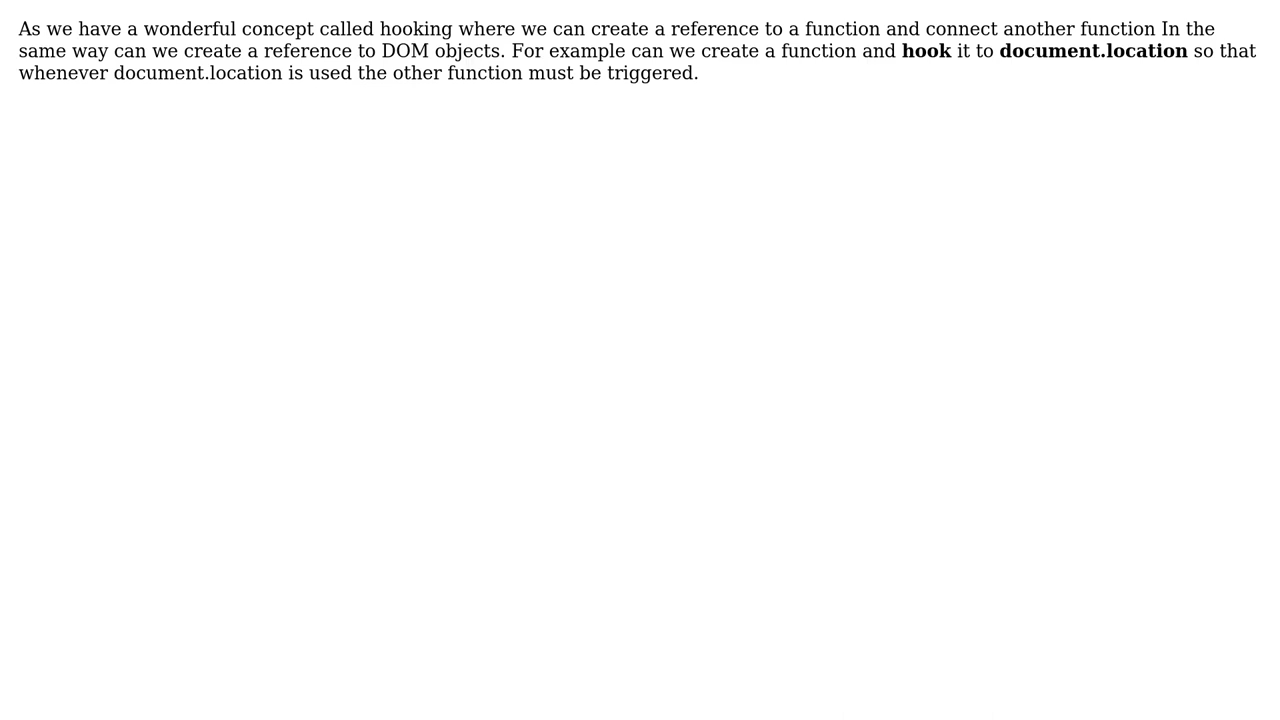 As we have a wonderful concept called hooking where we can create a reference to a function and connect another function In the
same way can we create a reference to DOM objects. For example can we create a function and hook it to document.location so that
whenever document.location is used the other function must be triggered.